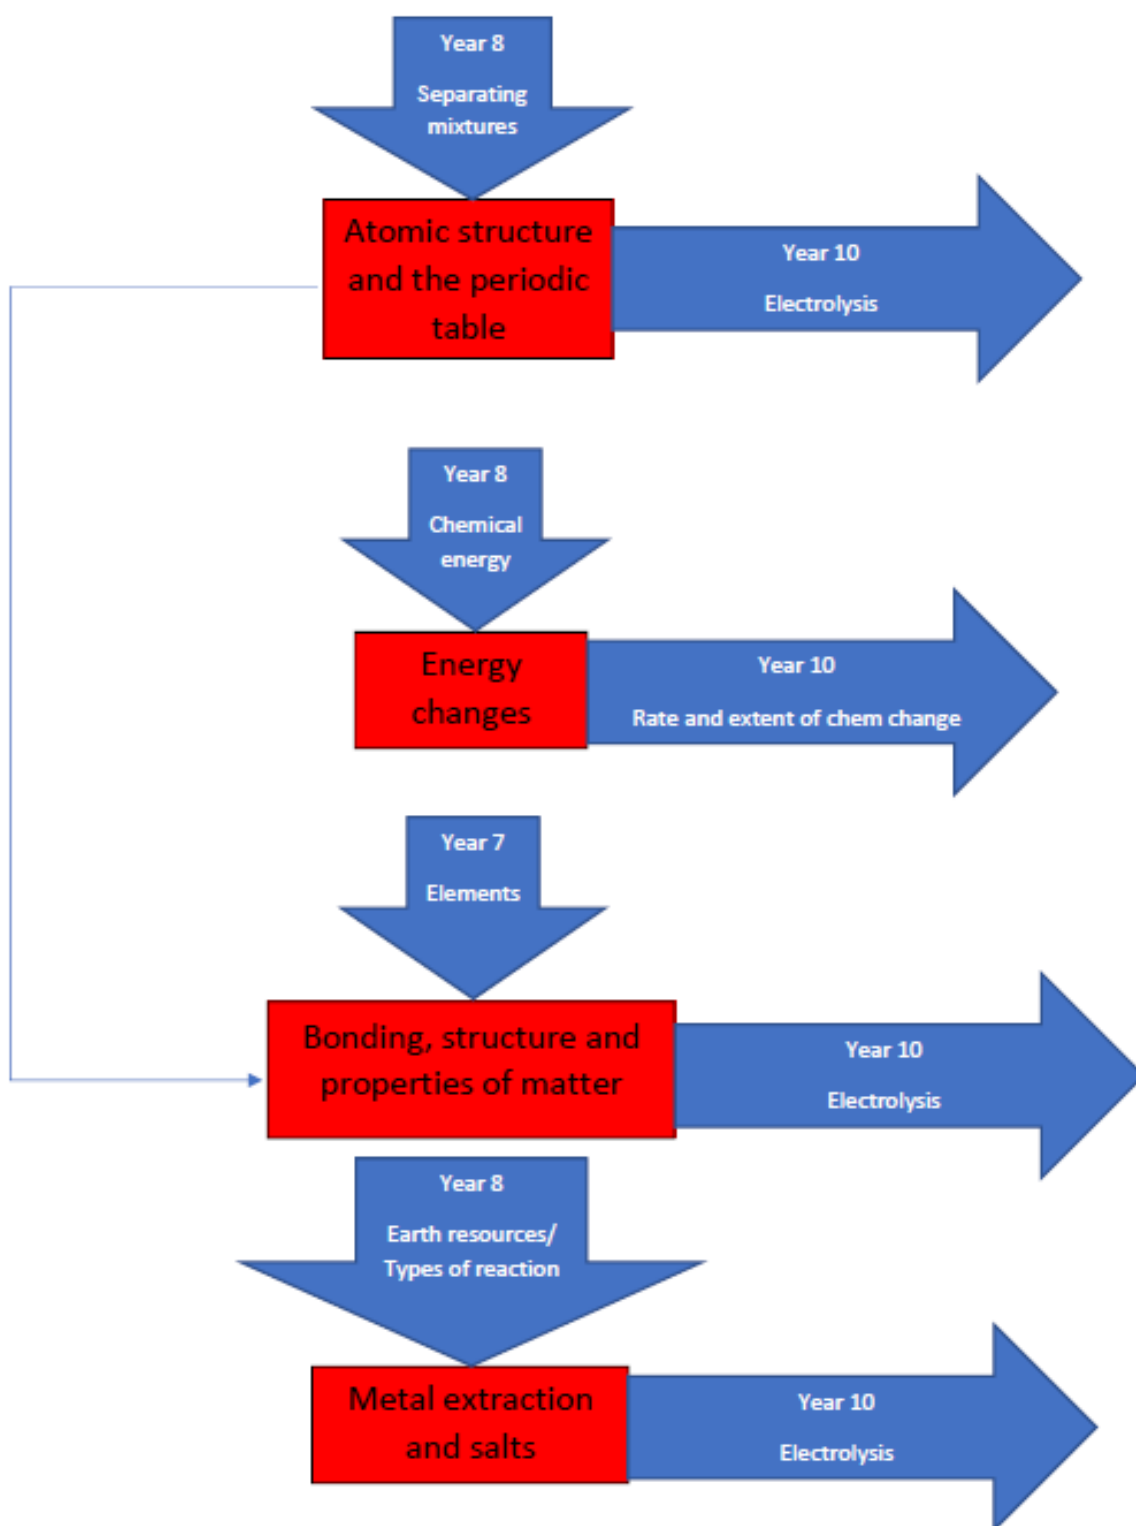 Year 8
Separating
mixtures
Atomic structure
and the periodic
table
Year 10
Electrolysis
Year 8
Chemical
energy
Energy
changes
Year 10
Rate and extent of chem change
Year 7
Elements
Bonding, structure and
properties of matter
Year 10
Electrolysis
Year 8
Earth resources/
Types of reaction
Metal extraction
and salts
Year 10
Electrolysis